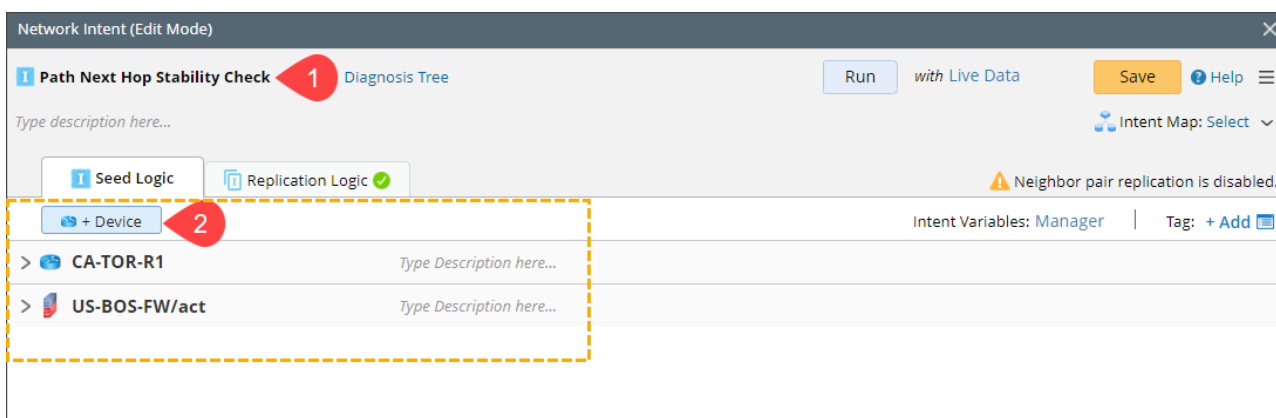 Network Intent (Edit Mode)
Path Next Hop Stability Check 1 Diagnosis Tree Run with Live Data Save Help
Type description here... Intent Map: Select
Seed Logic Replication Logic Neighbor pair replication is disabled.
+ Device 2 Intent Variables: Manager Tag: + Add
CA-TOR-R1 Type Description here...
US-BOS-FW/act Type Description here...